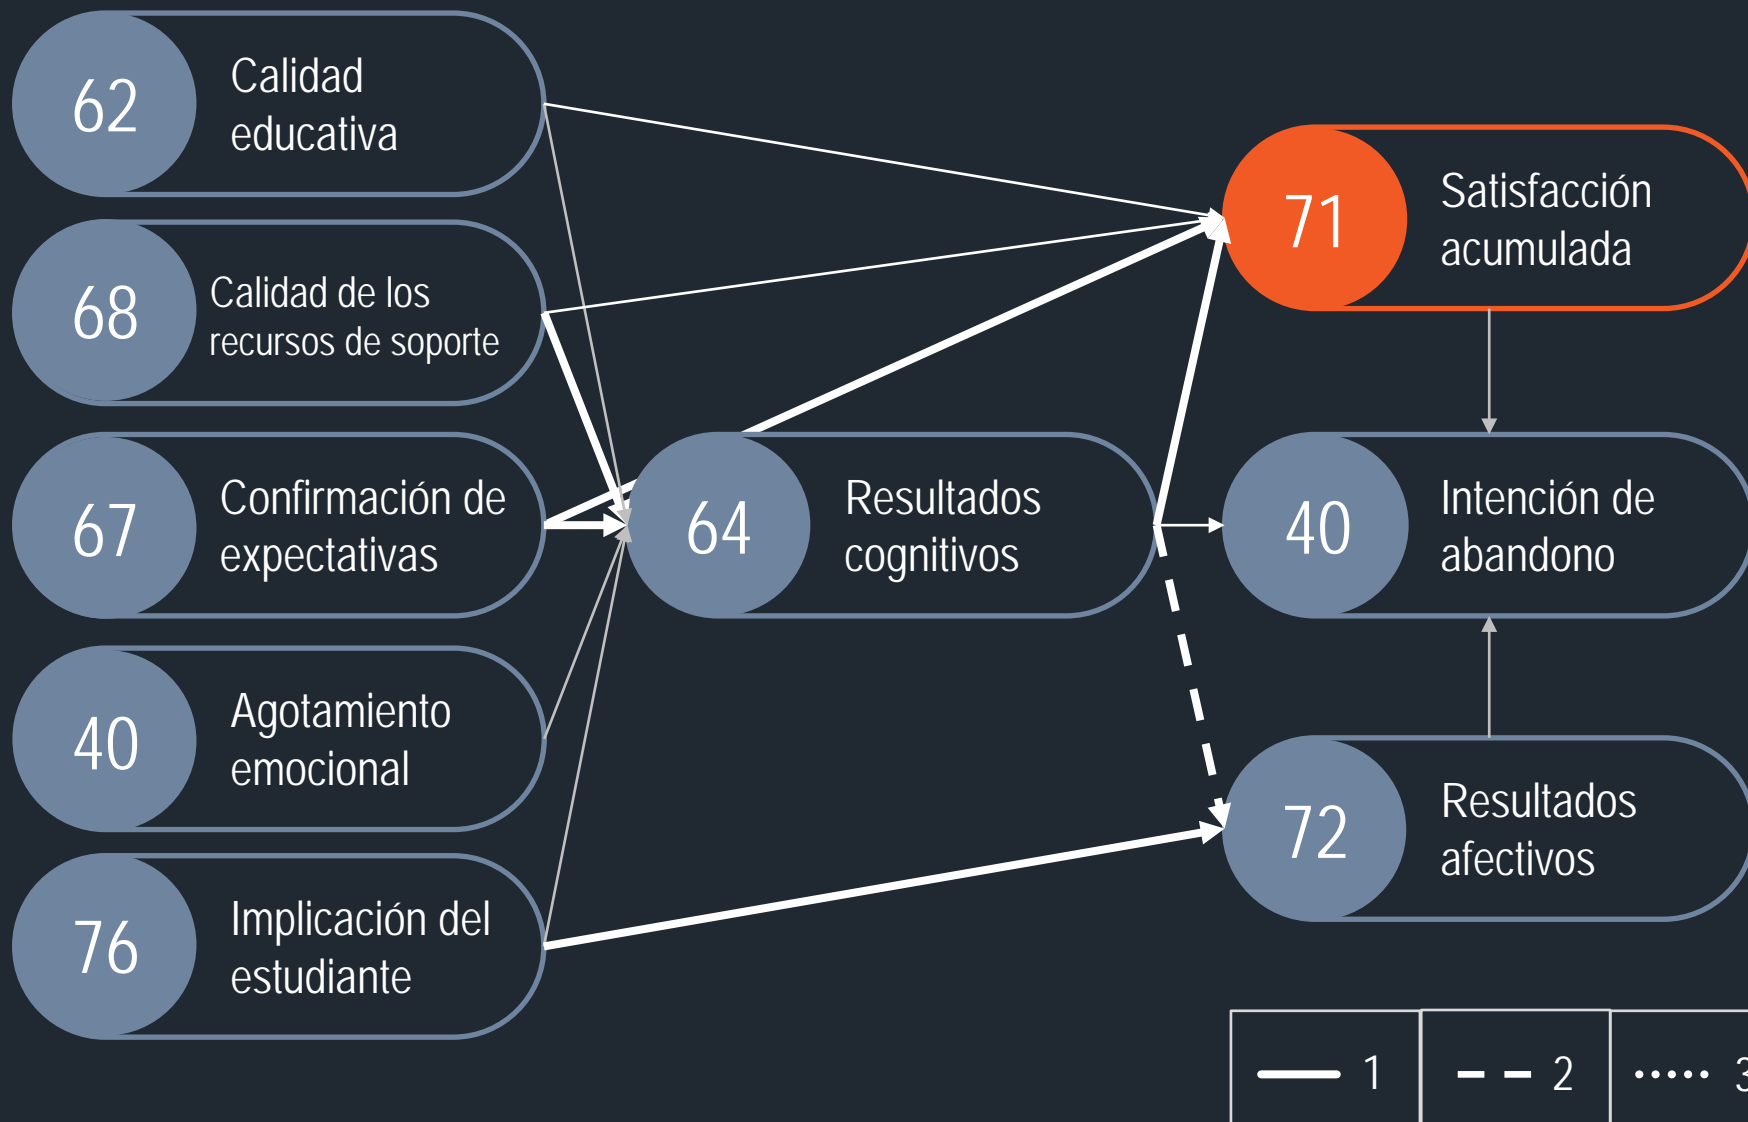 62
Calidad
educativa
68
Calidad de los
recursos de soporte
67
Confirmación de
expectativas
40
Agotamiento
emocional
76
Implicación del
estudiante
64
Resultados
cognitivos
71
Satisfacción
acumulada
40
Intención de
abandono
72
Resultados
afectivos
1
2
3